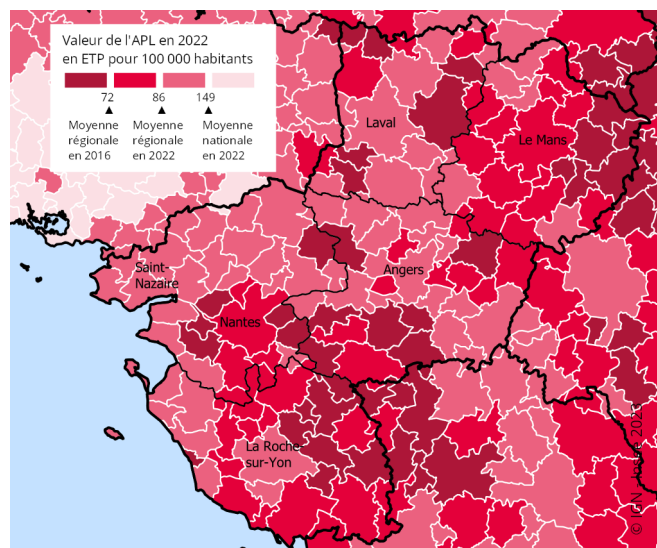 Valeur de l'APL en 2022
en ETP pour 100 000 habitants
72 86 149
Moyenne régionale en 2016
Moyenne régionale en 2022
Moyenne nationale en 2022
Laval
Le Mans
Saint-
Nazaire
Angers
Nantes
La Roche-
sur-Yon